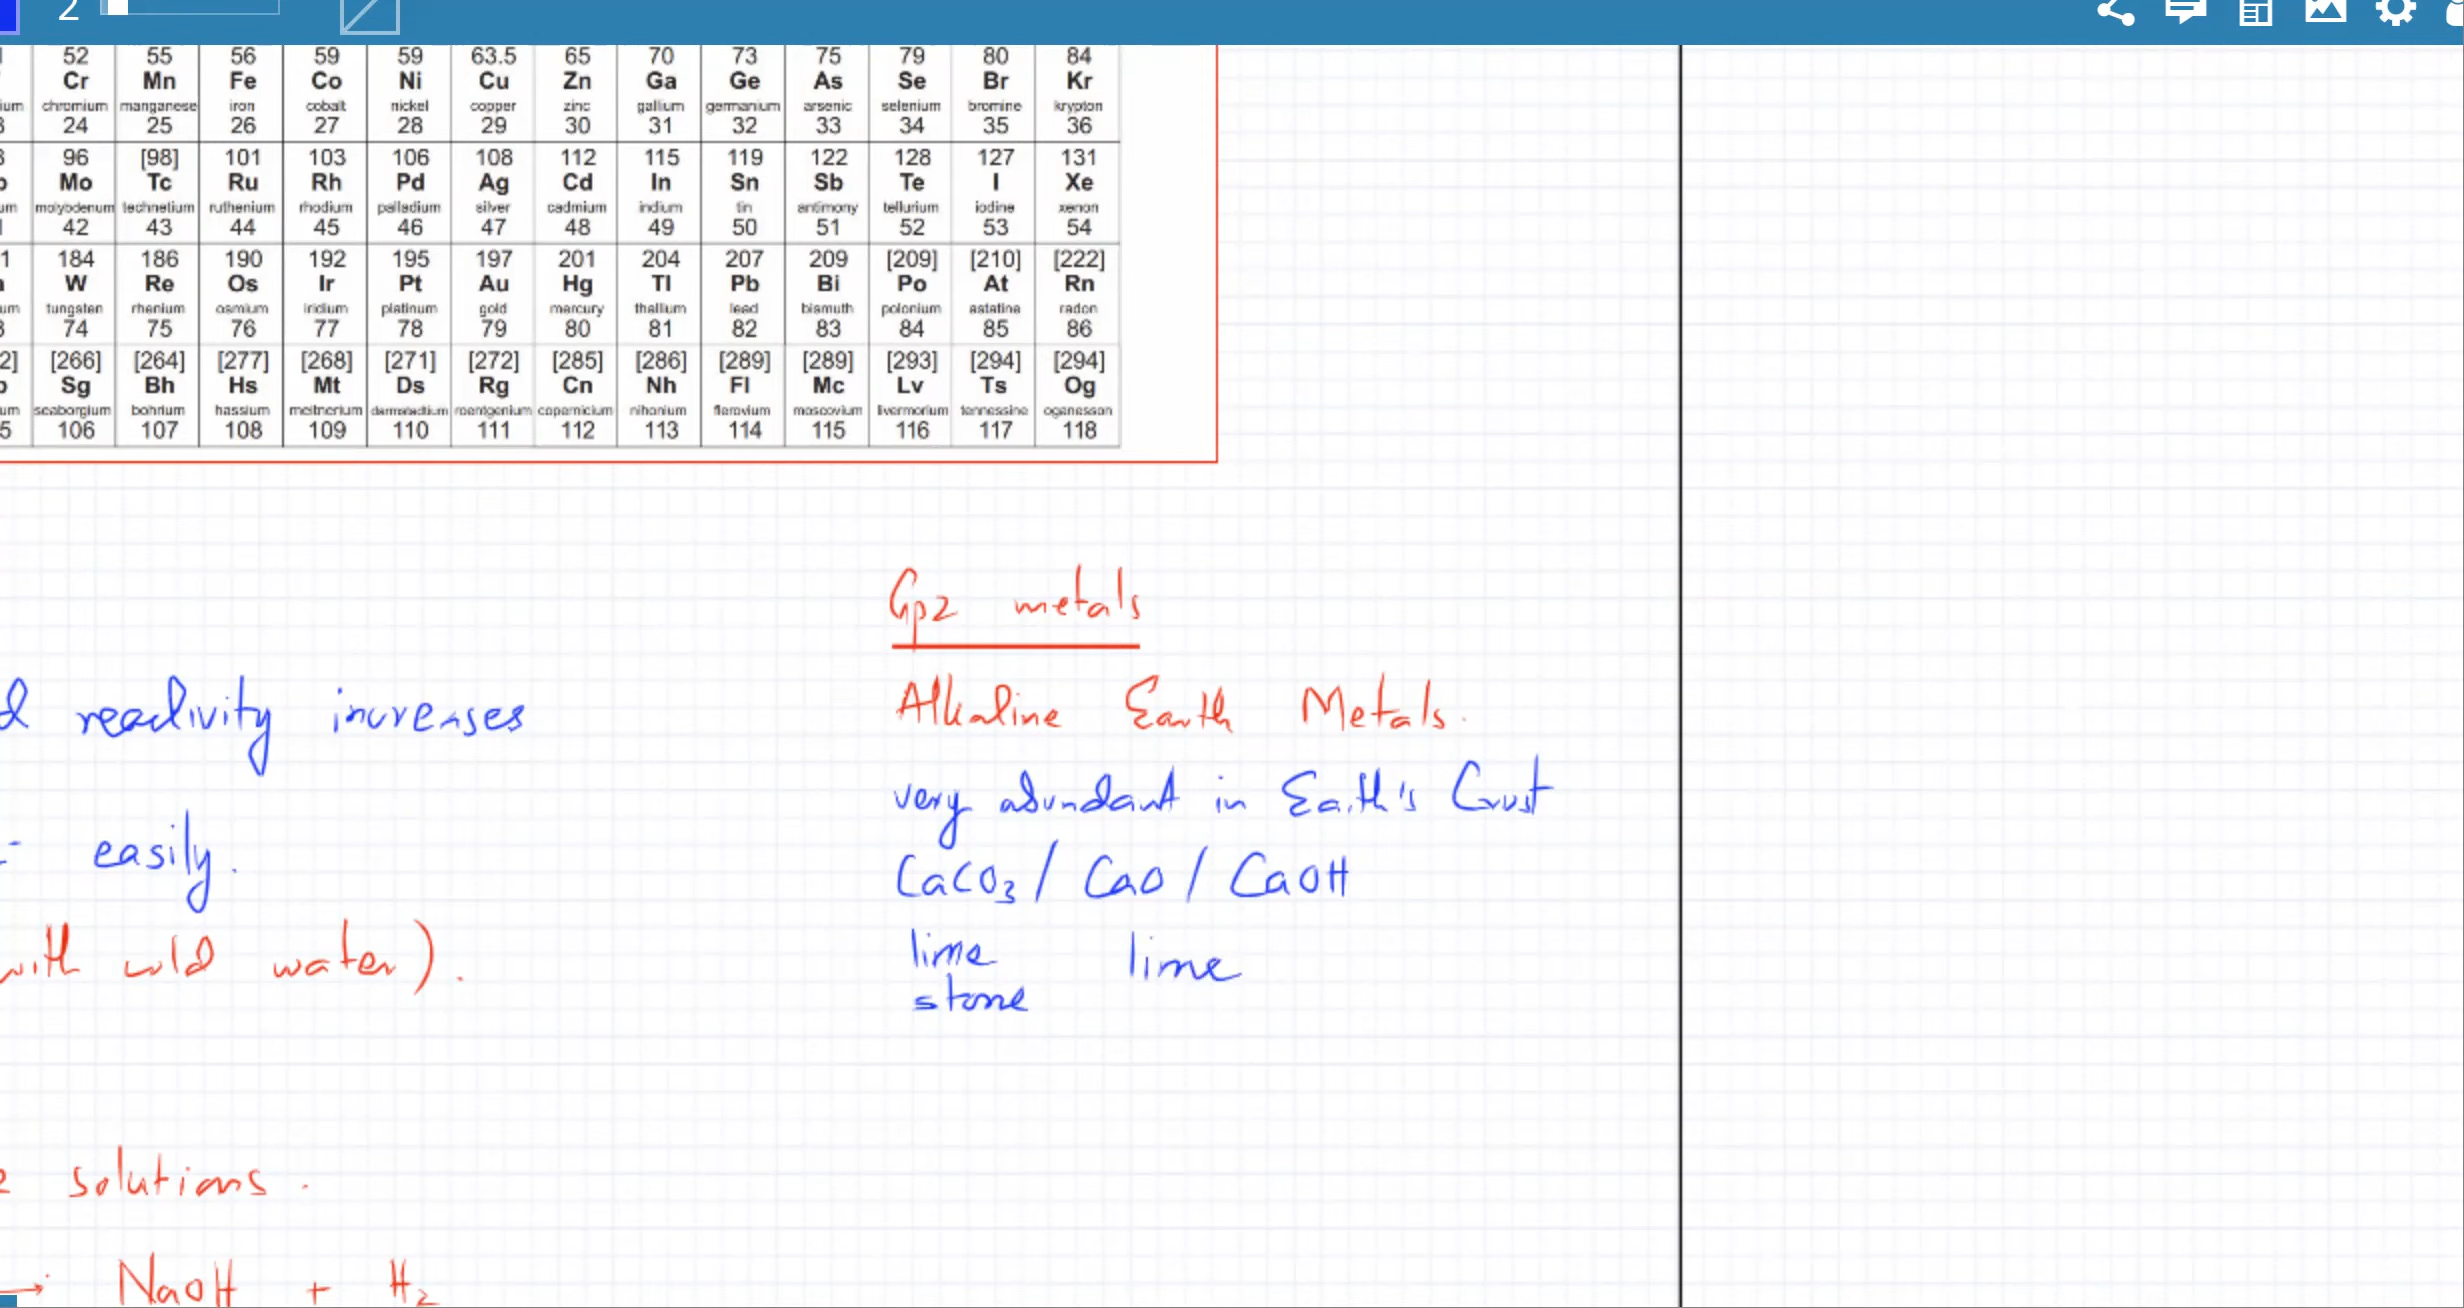 2
52 55 56 59 59 63.5 65 70 73 75 79 80 84
Cr Mn Fe Co Ni Cu Zn Ga Ge As Se Br Kr
ium chromium manganese iron cobalt nickel copper zinc gallium germanium arsenic selenium bromine krypton
3 24 25 26 27 28 29 30 31 32 33 34 35 36
3 96 [98] 101 103 106 108 112 115 119 122 128 127 131
Mo Tc Ru Rh Pd Ag Cd In Sn Sb Te I Xe
um molybdenum technetium ruthenium rhodium palladium silver cadmium indium tin antimony tellurium iodine xenon
42 43 44 45 46 47 48 49 50 51 52 53 54
1 184 186 190 192 195 197 201 204 207 209 [209] [210] [222]
W Re Os Ir Pt Au Hg Tl Pb Bi Po At Rn
um tungsten rhenium osmium iridium platinum gold mercury thallium lead bismuth polonium astatine radon
3 74 75 76 77 78 79 80 81 82 83 84 85 86
2] [266] [264] [277] [268] [271] [272] [285] [286] [289] [289] [293] [294] [294]
Sg Bh Hs Mt Ds Rg Cn Nh Fl Mc Lv Ts Og
um seaborgium bohrium hassium meitnerium darmstadtium roentgenium copernicium nihonium flerovium moscovium livermorium tennessine oganesson
5 106 107 108 109 110 111 112 113 114 115 116 117 118
Gp2 metals
Alkaline Earth Metals.
very abundant in Earth's Crust
CaCO3 / CaO / CaOH
lime lime
stone
reactivity increases
easily.
with cold water).
solutions.
→ NaOH + H2